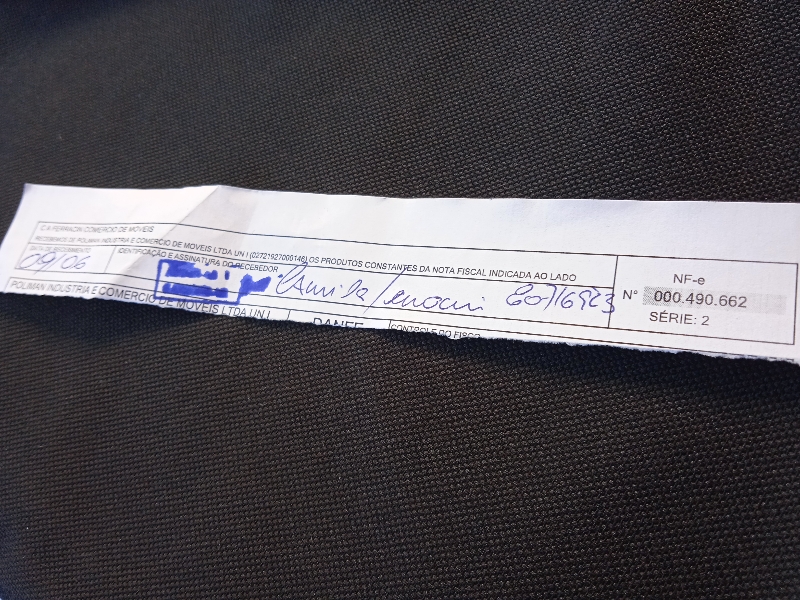 C.A FERRACIN COMERCIO DE MOVEIS
RECEBEMOS DE POLIMAN INDUSTRIA E COMERCIO DE MOVEIS LTDA UN I (02721927000146) OS PRODUTOS CONSTANTES DA NOTA FISCAL INDICADA AO LADO
DATA DE RECEBIMENTO
IDENTIFICAÇÃO E ASSINATURA DO RECEBEDOR
09/06
Camila
NF-e
Nº 000.490.662
SÉRIE: 2
POLIMAN INDUSTRIA E COMERCIO DE MOVEIS LTDA UN I
DANFE
CONTROLE DO FISCO